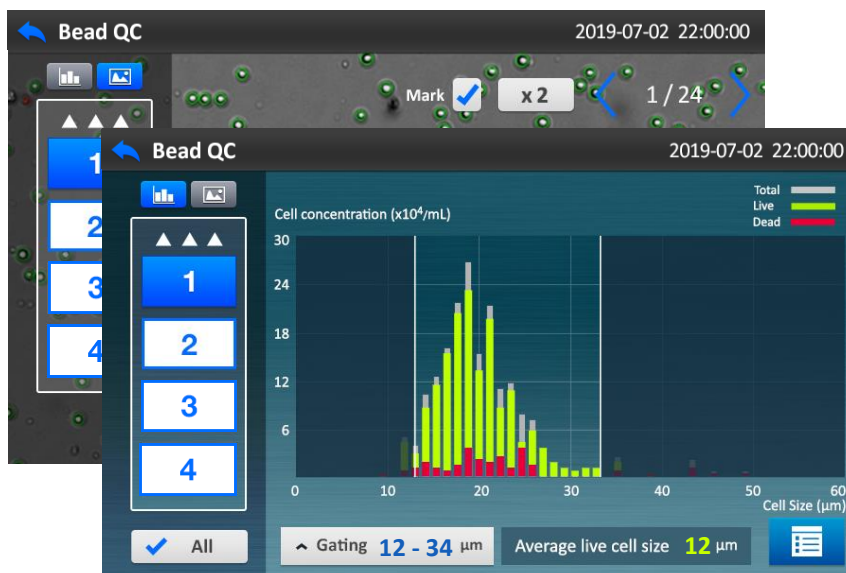 Bead QC 2019-07-02 22:00:00
Mark x 2 1 / 24
1
2
3
4
Bead QC 2019-07-02 22:00:00
Total
Live
Dead
Cell concentration (x10⁴/mL)
30
24
18
12
6
0 10 20 30 40 50 60
Cell Size (μm)
1
2
3
4
All
Gating 12 - 34 μm
Average live cell size 12 μm